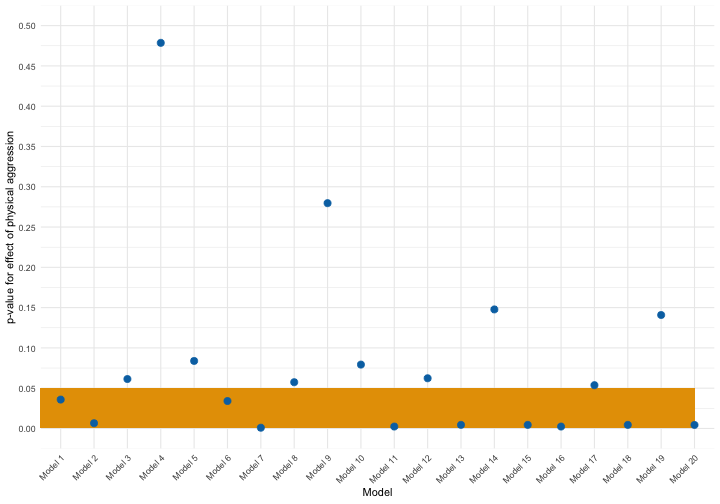 p-value for effect of physical aggression
0.50
0.45
0.40
0.35
0.30
0.25
0.20
0.15
0.10
0.05
0.00
Model 1
Model 2
Model 3
Model 4
Model 5
Model 6
Model 7
Model 8
Model 9
Model 10
Model 11
Model 12
Model 13
Model 14
Model 15
Model 16
Model 17
Model 18
Model 19
Model 20
Model